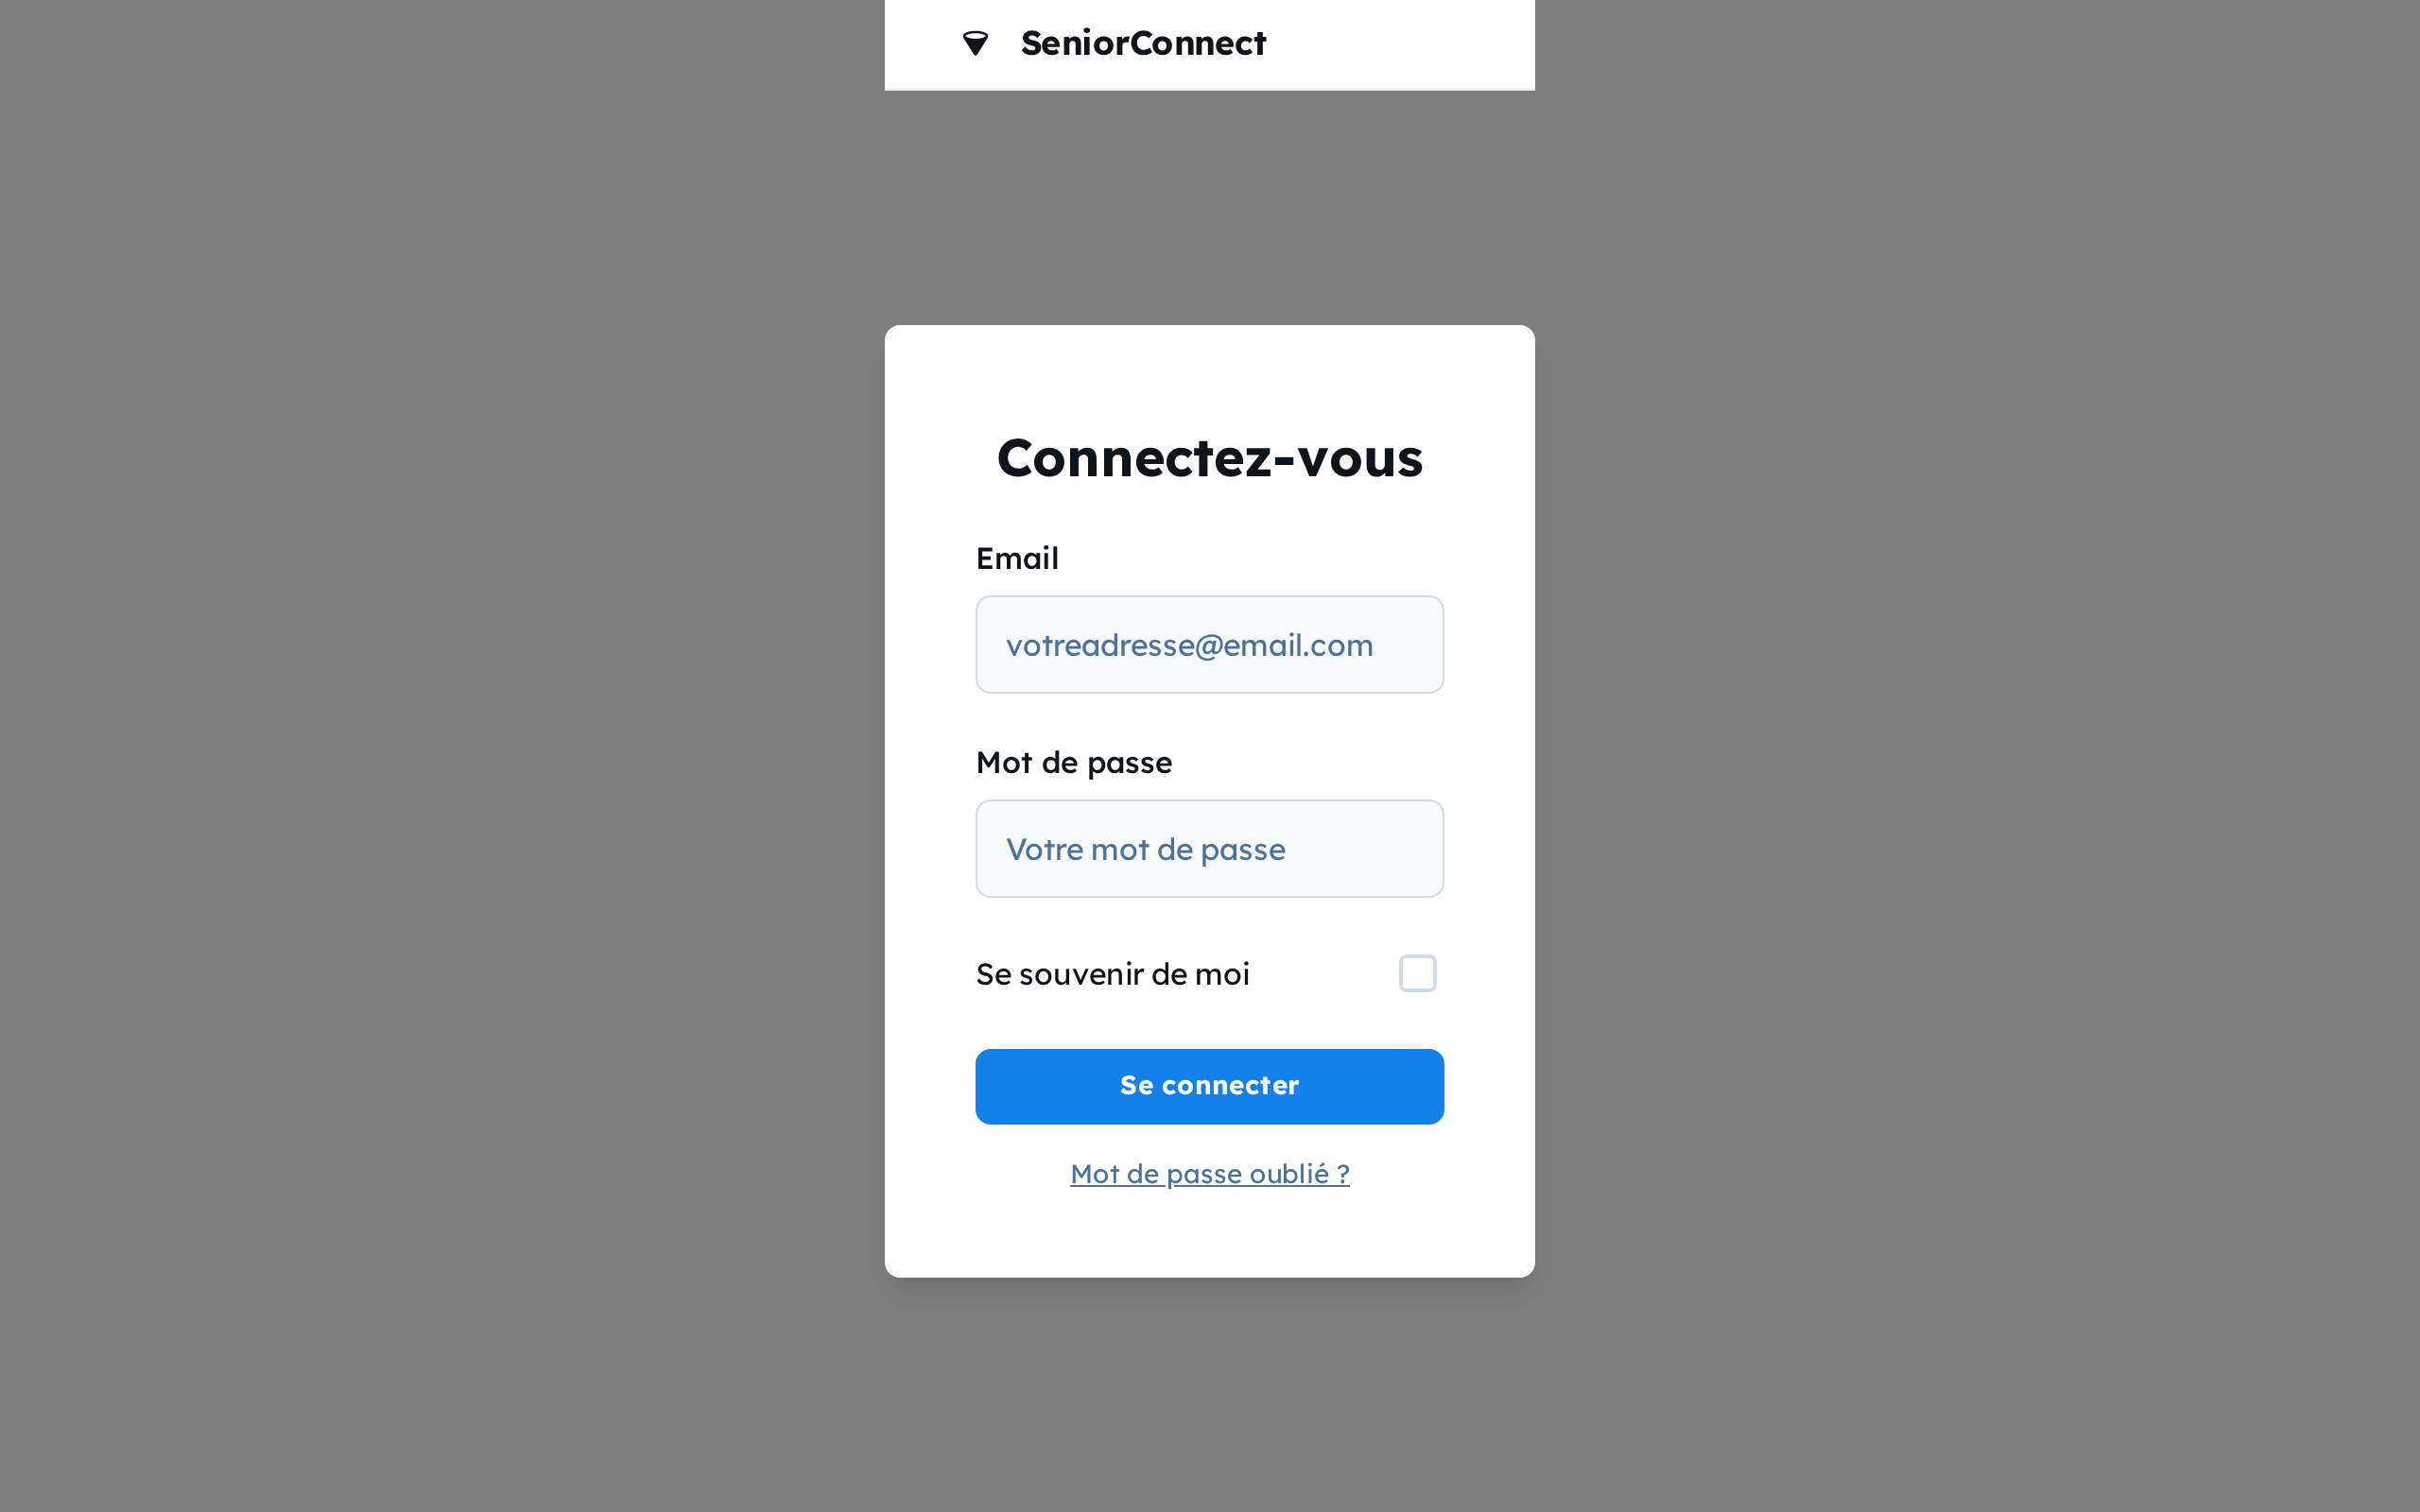 SeniorConnect
Connectez-vous
Email
votreadresse@email.com
Mot de passe
Votre mot de passe
Se souvenir de moi
Se connecter
Mot de passe oublié ?